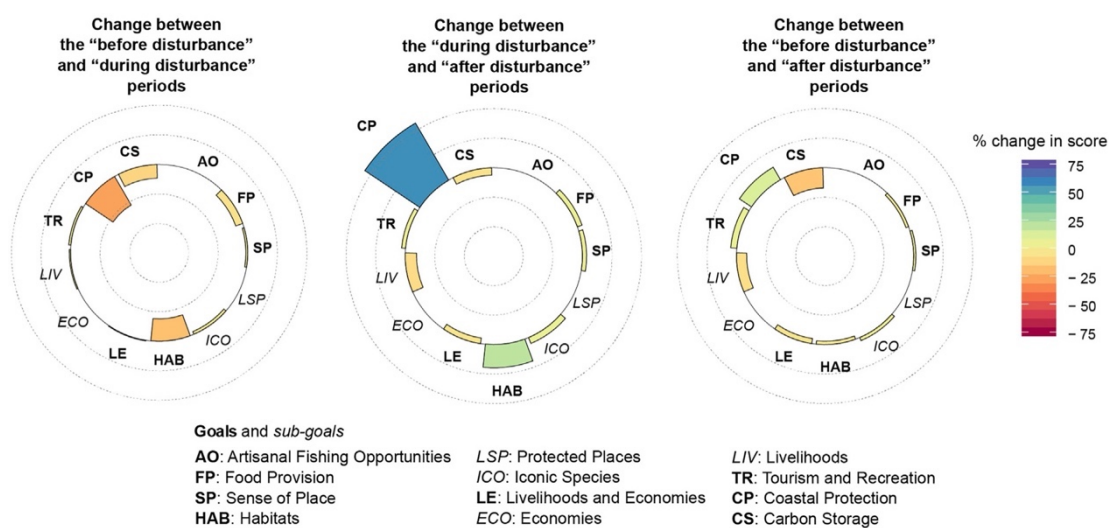 Change between
the “before disturbance”
and “during disturbance”
periods
Change between
the “during disturbance”
and “after disturbance”
periods
Change between
the “before disturbance”
and “after disturbance”
periods
CS
AO
CP
FP
TR
SP
LIV
LSP
ECO
ICO
LE
HAB
CP
CS
AO
FP
TR
SP
LIV
LSP
ECO
ICO
LE
HAB
CP
CS
AO
FP
TR
SP
LIV
LSP
ECO
ICO
LE
HAB
% change in score
75
50
25
0
− 25
− 50
− 75
Goals and sub-goals
AO: Artisanal Fishing Opportunities
FP: Food Provision
SP: Sense of Place
HAB: Habitats
LSP: Protected Places
ICO: Iconic Species
LE: Livelihoods and Economies
ECO: Economies
LIV: Livelihoods
TR: Tourism and Recreation
CP: Coastal Protection
CS: Carbon Storage